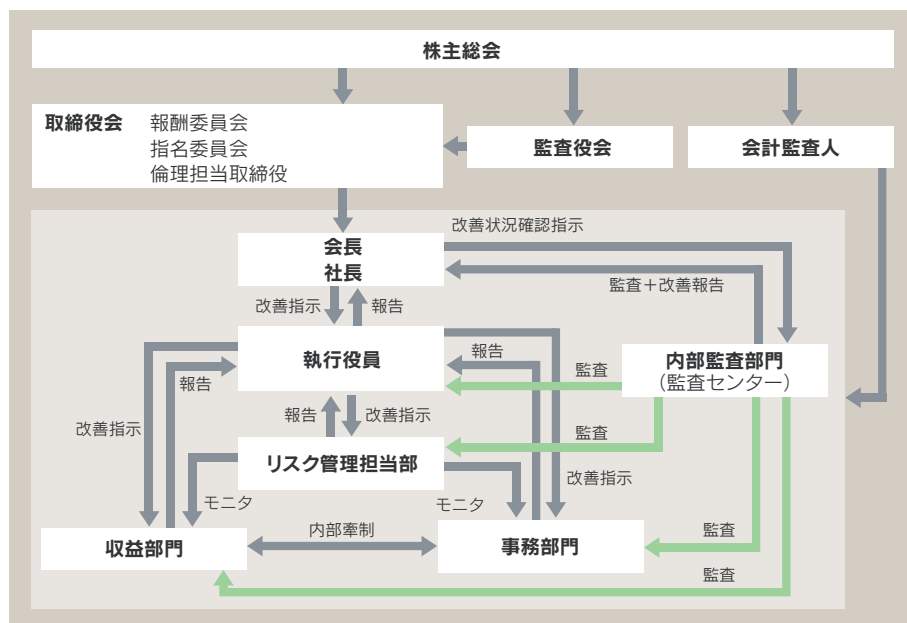 株主総会
取締役会 報酬委員会
指名委員会
倫理担当取締役
監査役会
会計監査人
改善状況確認指示
会長
社長
監査+改善報告
改善指示
報告
執行役員
報告
内部監査部門
(監査センター)
監査
報告
改善指示
報告
改善指示
監査
リスク管理担当部
改善指示
モニタ
モニタ
収益部門
内部牽制
事務部門
監査
監査